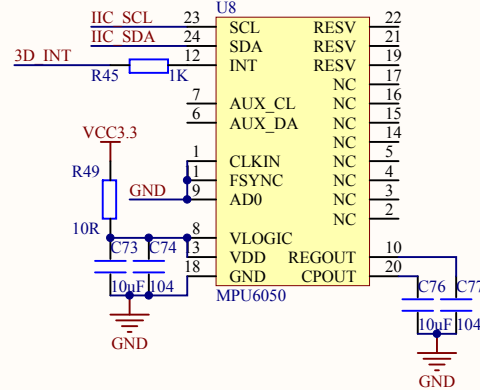 U8
IIC_SCL 23 SCL RESV 22
IIC_SDA 24 SDA RESV 21
3D_INT 12 INT RESV 19
R45 1K NC 17
7 AUX_CL NC 16
6 AUX_DA NC 15
NC 14
VCC3.3
1 CLKIN NC 5
R49 1 FSYNC NC 4
GND 9 AD0 NC 3
NC 2
10R
8 VLOGIC
C73 C74 13 VDD REGOUT 10
18 GND CPOUT 20
10uF 104 MPU6050 C76 C77
10uF 104
GND
GND